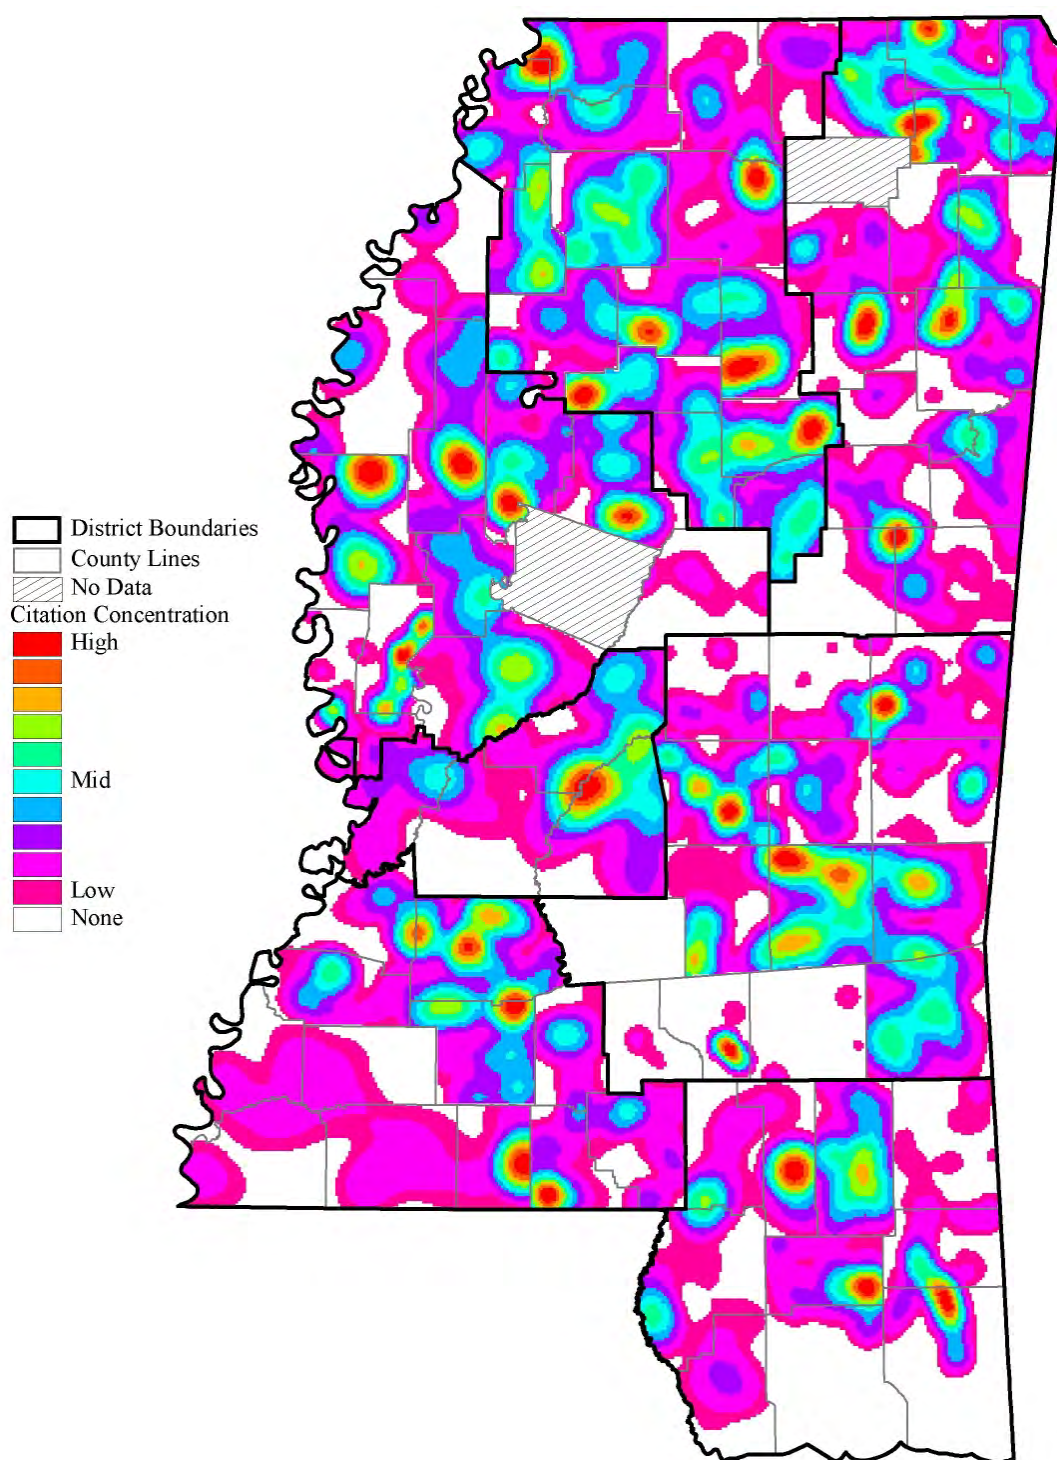 District Boundaries
County Lines
No Data
Citation Concentration
High
Mid
Low
None